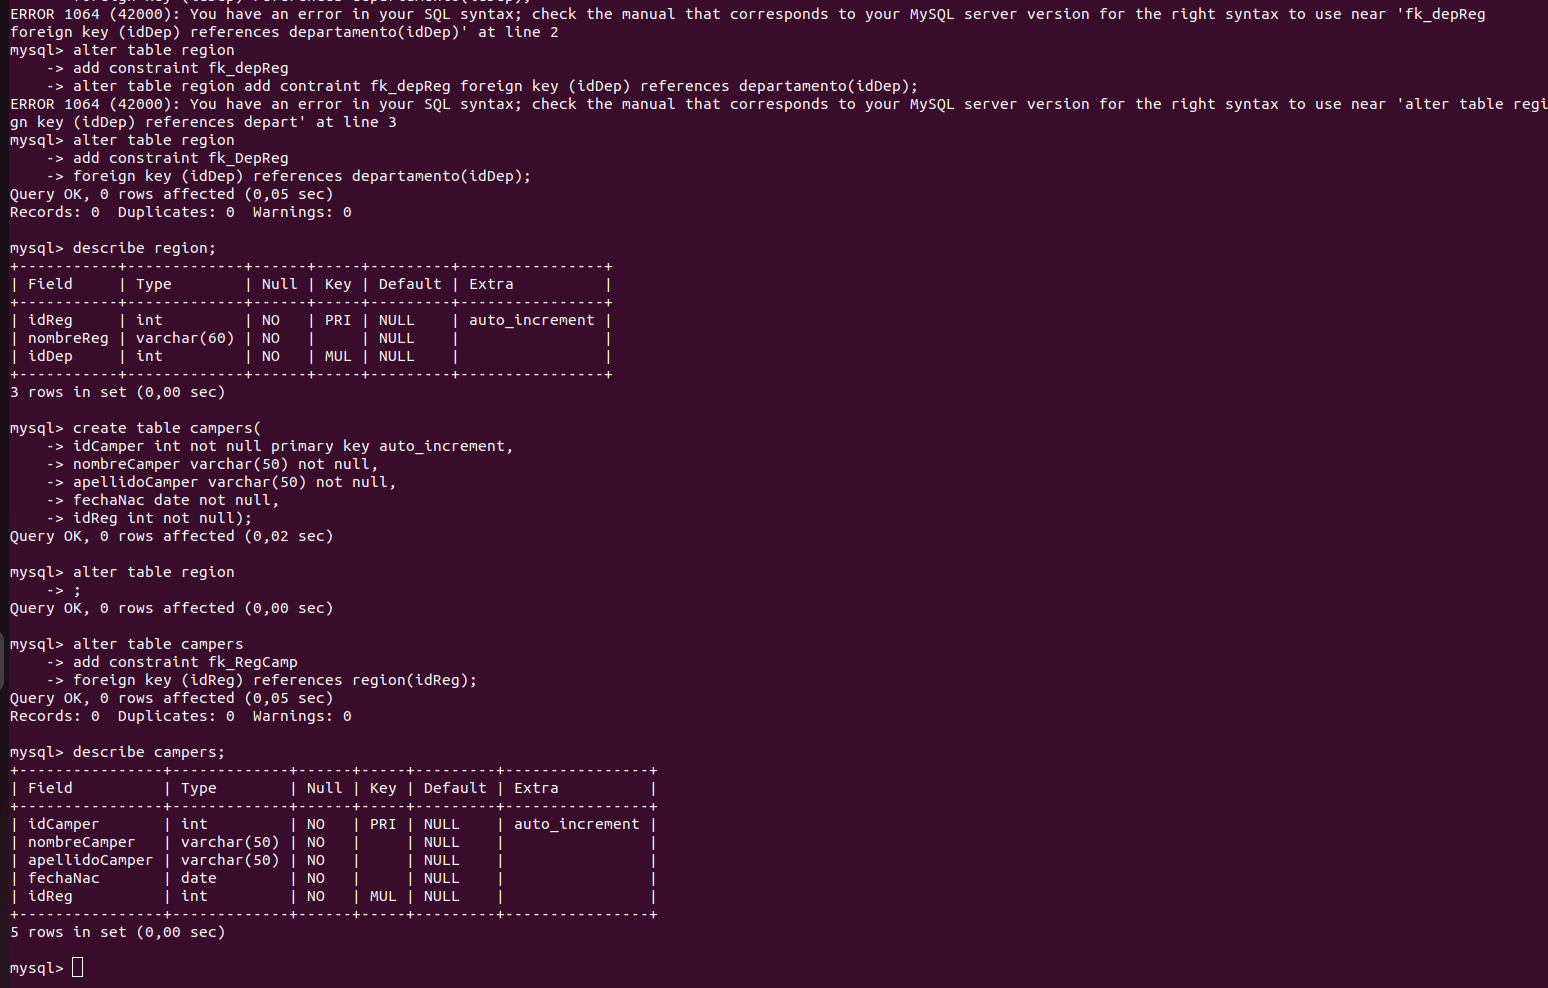 ERROR 1064 (42000): You have an error in your SQL syntax; check the manual that corresponds to your MySQL server version for the right syntax to use near 'fk_depReg
foreign key (idDep) references departamento(idDep)' at line 2
mysql> alter table region
    -> add constraint fk_depReg
    -> alter table region add contraint fk_depReg foreign key (idDep) references departamento(idDep);
ERROR 1064 (42000): You have an error in your SQL syntax; check the manual that corresponds to your MySQL server version for the right syntax to use near 'alter table regi
gn key (idDep) references depart' at line 3
mysql> alter table region
    -> add constraint fk_DepReg
    -> foreign key (idDep) references departamento(idDep);
Query OK, 0 rows affected (0,05 sec)
Records: 0  Duplicates: 0  Warnings: 0
mysql> describe region;
+-----------+-------------+------+-----+---------+----------------+
| Field     | Type        | Null | Key | Default | Extra          |
+-----------+-------------+------+-----+---------+----------------+
| idReg     | int         | NO   | PRI | NULL    | auto_increment |
| nombreReg | varchar(60) | NO   |     | NULL    |                |
| idDep     | int         | NO   | MUL | NULL    |                |
+-----------+-------------+------+-----+---------+----------------+
3 rows in set (0,00 sec)
mysql> create table campers(
    -> idCamper int not null primary key auto_increment,
    -> nombreCamper varchar(50) not null,
    -> apellidoCamper varchar(50) not null,
    -> fechaNac date not null,
    -> idReg int not null);
Query OK, 0 rows affected (0,02 sec)
mysql> alter table region
    -> ;
Query OK, 0 rows affected (0,00 sec)
mysql> alter table campers
    -> add constraint fk_RegCamp
    -> foreign key (idReg) references region(idReg);
Query OK, 0 rows affected (0,05 sec)
Records: 0  Duplicates: 0  Warnings: 0
mysql> describe campers;
+----------------+-------------+------+-----+---------+----------------+
| Field          | Type        | Null | Key | Default | Extra          |
+----------------+-------------+------+-----+---------+----------------+
| idCamper       | int         | NO   | PRI | NULL    | auto_increment |
| nombreCamper   | varchar(50) | NO   |     | NULL    |                |
| apellidoCamper | varchar(50) | NO   |     | NULL    |                |
| fechaNac       | date        | NO   |     | NULL    |                |
| idReg          | int         | NO   | MUL | NULL    |                |
+----------------+-------------+------+-----+---------+----------------+
5 rows in set (0,00 sec)
mysql>